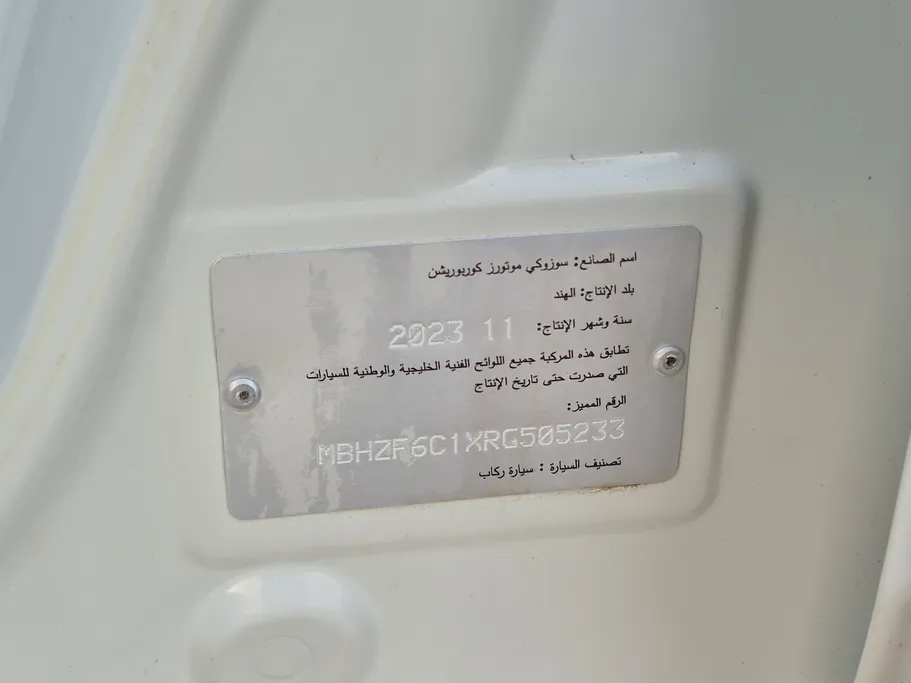 اسم الصانع: سوزوكي موتورز كوربوريشن
بلد الإنتاج: الهند
سنة وشهر الإنتاج: 2023 11
تطابق هذه المركبة جميع اللوائح الفنية الخليجية والوطنية للسيارات
التي صدرت حتى تاريخ الإنتاج
الرقم المميز:
MBHZF6C1XRG505233
تصنيف السيارة : سيارة ركاب